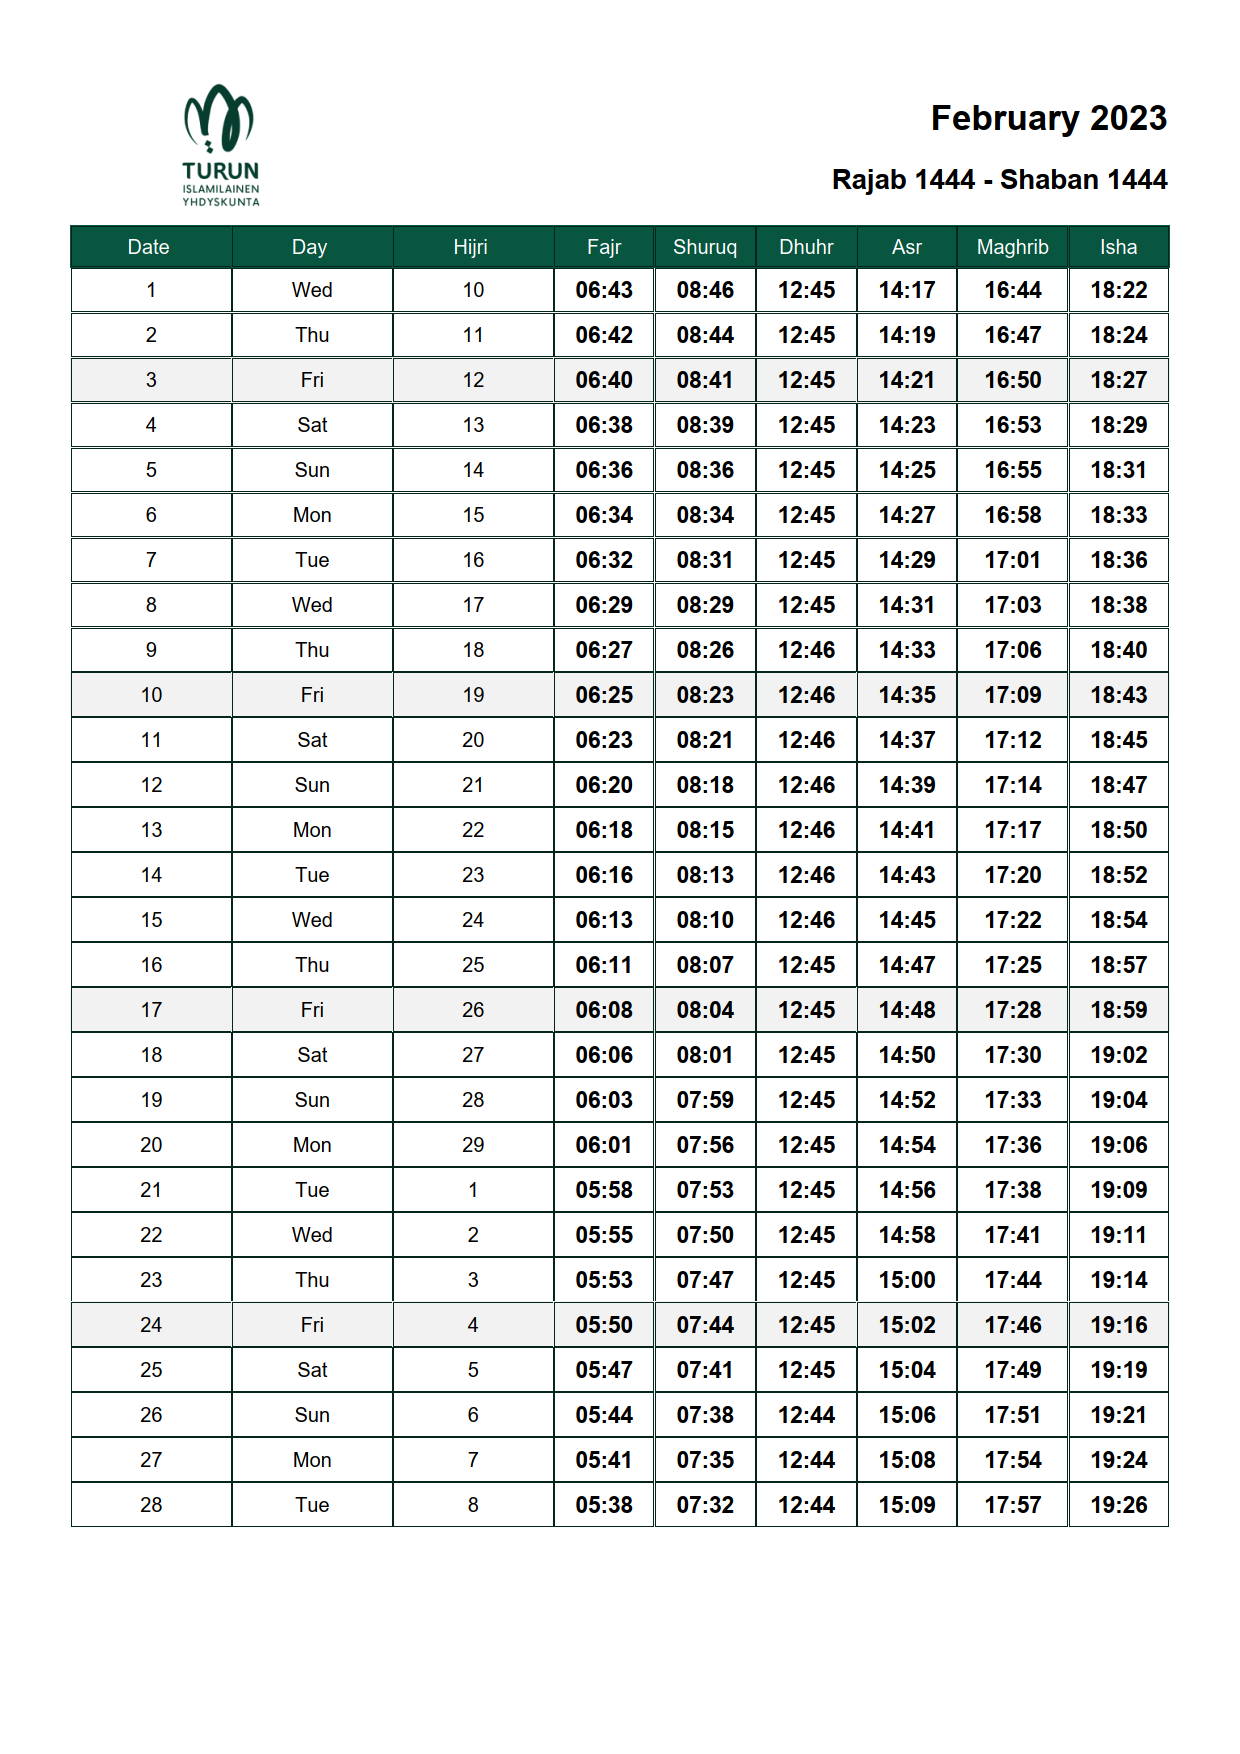 TURUN
ISLAMILAINEN
YHDYSKUNTA
February 2023
Rajab 1444 - Shaban 1444
Date Day Hijri Fajr Shuruq Dhuhr Asr Maghrib Isha
1 Wed 10 06:43 08:46 12:45 14:17 16:44 18:22
2 Thu 11 06:42 08:44 12:45 14:19 16:47 18:24
3 Fri 12 06:40 08:41 12:45 14:21 16:50 18:27
4 Sat 13 06:38 08:39 12:45 14:23 16:53 18:29
5 Sun 14 06:36 08:36 12:45 14:25 16:55 18:31
6 Mon 15 06:34 08:34 12:45 14:27 16:58 18:33
7 Tue 16 06:32 08:31 12:45 14:29 17:01 18:36
8 Wed 17 06:29 08:29 12:45 14:31 17:03 18:38
9 Thu 18 06:27 08:26 12:46 14:33 17:06 18:40
10 Fri 19 06:25 08:23 12:46 14:35 17:09 18:43
11 Sat 20 06:23 08:21 12:46 14:37 17:12 18:45
12 Sun 21 06:20 08:18 12:46 14:39 17:14 18:47
13 Mon 22 06:18 08:15 12:46 14:41 17:17 18:50
14 Tue 23 06:16 08:13 12:46 14:43 17:20 18:52
15 Wed 24 06:13 08:10 12:46 14:45 17:22 18:54
16 Thu 25 06:11 08:07 12:45 14:47 17:25 18:57
17 Fri 26 06:08 08:04 12:45 14:48 17:28 18:59
18 Sat 27 06:06 08:01 12:45 14:50 17:30 19:02
19 Sun 28 06:03 07:59 12:45 14:52 17:33 19:04
20 Mon 29 06:01 07:56 12:45 14:54 17:36 19:06
21 Tue 1 05:58 07:53 12:45 14:56 17:38 19:09
22 Wed 2 05:55 07:50 12:45 14:58 17:41 19:11
23 Thu 3 05:53 07:47 12:45 15:00 17:44 19:14
24 Fri 4 05:50 07:44 12:45 15:02 17:46 19:16
25 Sat 5 05:47 07:41 12:45 15:04 17:49 19:19
26 Sun 6 05:44 07:38 12:44 15:06 17:51 19:21
27 Mon 7 05:41 07:35 12:44 15:08 17:54 19:24
28 Tue 8 05:38 07:32 12:44 15:09 17:57 19:26